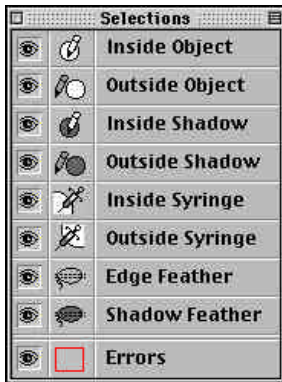 Selections
Inside Object
Outside Object
Inside Shadow
Outside Shadow
Inside Syringe
Outside Syringe
Edge Feather
Shadow Feather
Errors